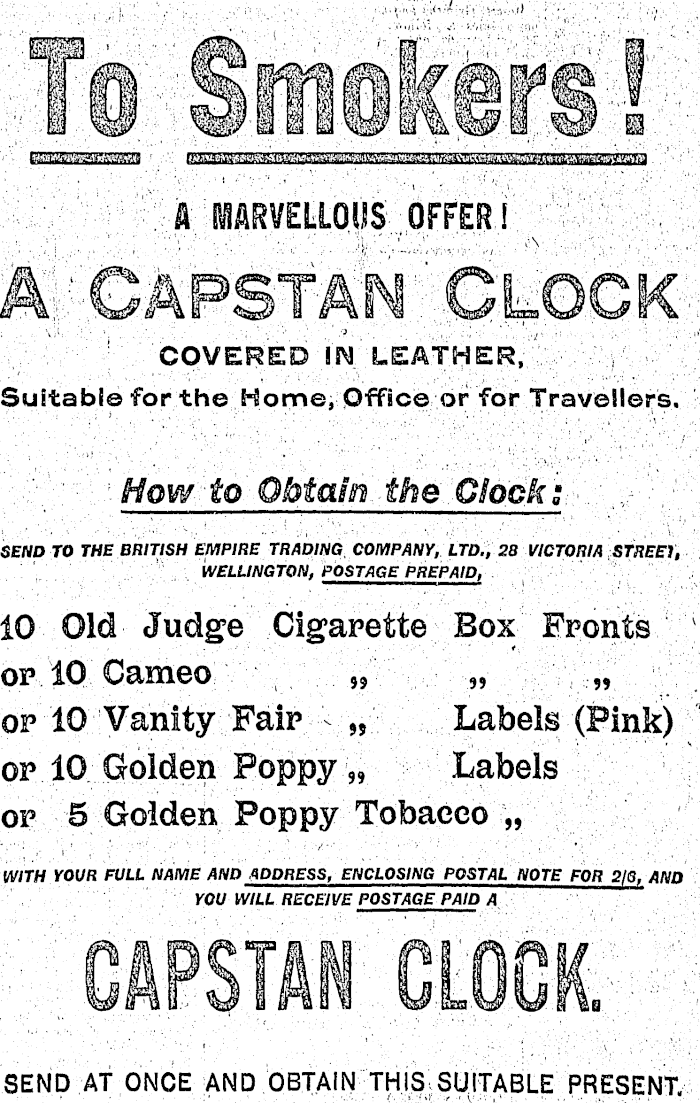 To Smokers!
A MARVELLOUS OFFER!
A CAPSTAN CLOCK
COVERED IN LEATHER,
Suitable for the Home, Office or for Travellers.
How to Obtain the Clock:
SEND TO THE BRITISH EMPIRE TRADING COMPANY, LTD., 28 VICTORIA STREET,
WELLINGTON, POSTAGE PREPAID,
10 Old Judge Cigarette Box Fronts
or 10 Cameo „ „ „
or 10 Vanity Fair „ Labels (Pink)
or 10 Golden Poppy „ Labels
or 5 Golden Poppy Tobacco „
WITH YOUR FULL NAME AND ADDRESS, ENCLOSING POSTAL NOTE FOR 2/6, AND
YOU WILL RECEIVE POSTAGE PAID A
CAPSTAN CLOCK.
SEND AT ONCE AND OBTAIN THIS SUITABLE PRESENT.